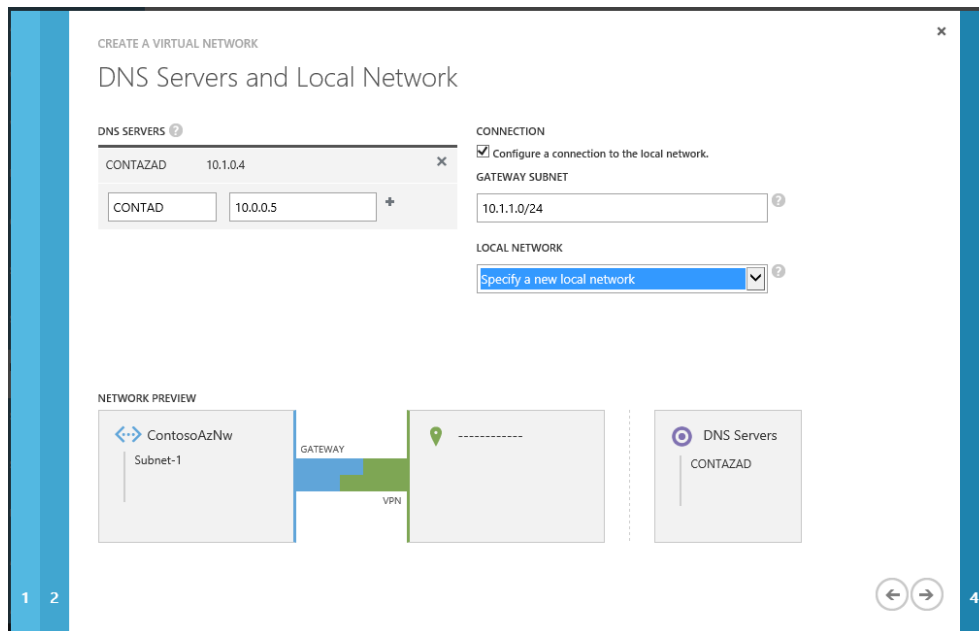 CREATE A VIRTUAL NETWORK
DNS Servers and Local Network
DNS SERVERS ?
CONTAZAD 10.1.0.4
CONTAD 10.0.0.5
CONNECTION
Configure a connection to the local network.
GATEWAY SUBNET
10.1.1.0/24 ?
LOCAL NETWORK
Specify a new local network ?
NETWORK PREVIEW
ContosoAzNw
Subnet-1
GATEWAY
VPN
------------
DNS Servers
CONTAZAD
1 2
4